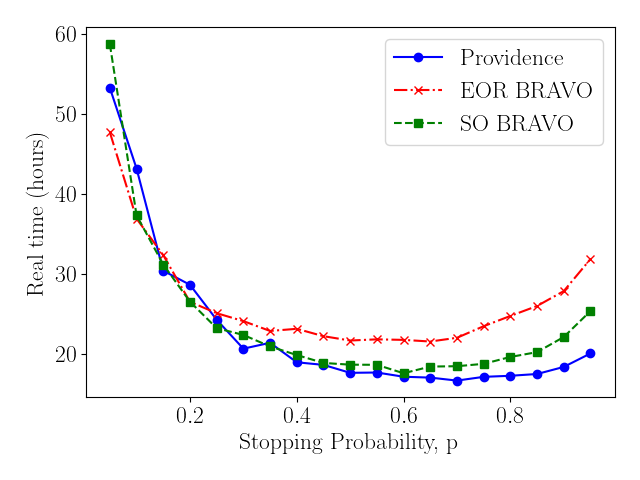 60
50
40
30
20
Real time (hours)
Providence
EOR BRAVO
SO BRAVO
0.2 0.4 0.6 0.8
Stopping Probability, p